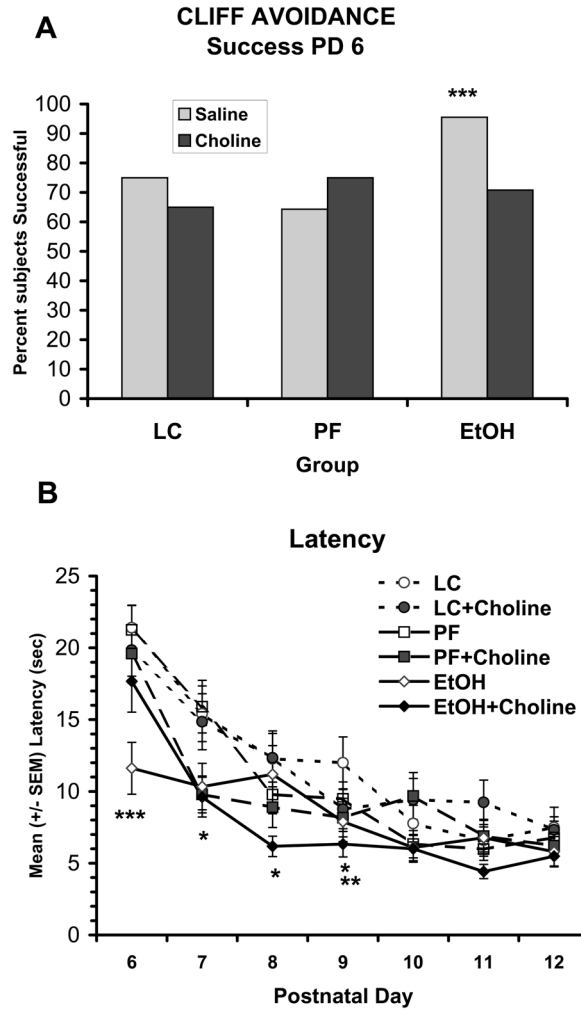 A
CLIFF AVOIDANCE
Success PD 6
Percent subjects Successful
100
90
80
70
60
50
40
30
20
10
0
Saline
Choline
***
LC
PF
EtOH
Group
B
Latency
Mean (+/- SEM) Latency (sec)
25
20
15
10
5
0
LC
LC+Choline
PF
PF+Choline
EtOH
EtOH+Choline
***
*
*
*
**
6
7
8
9
10
11
12
Postnatal Day